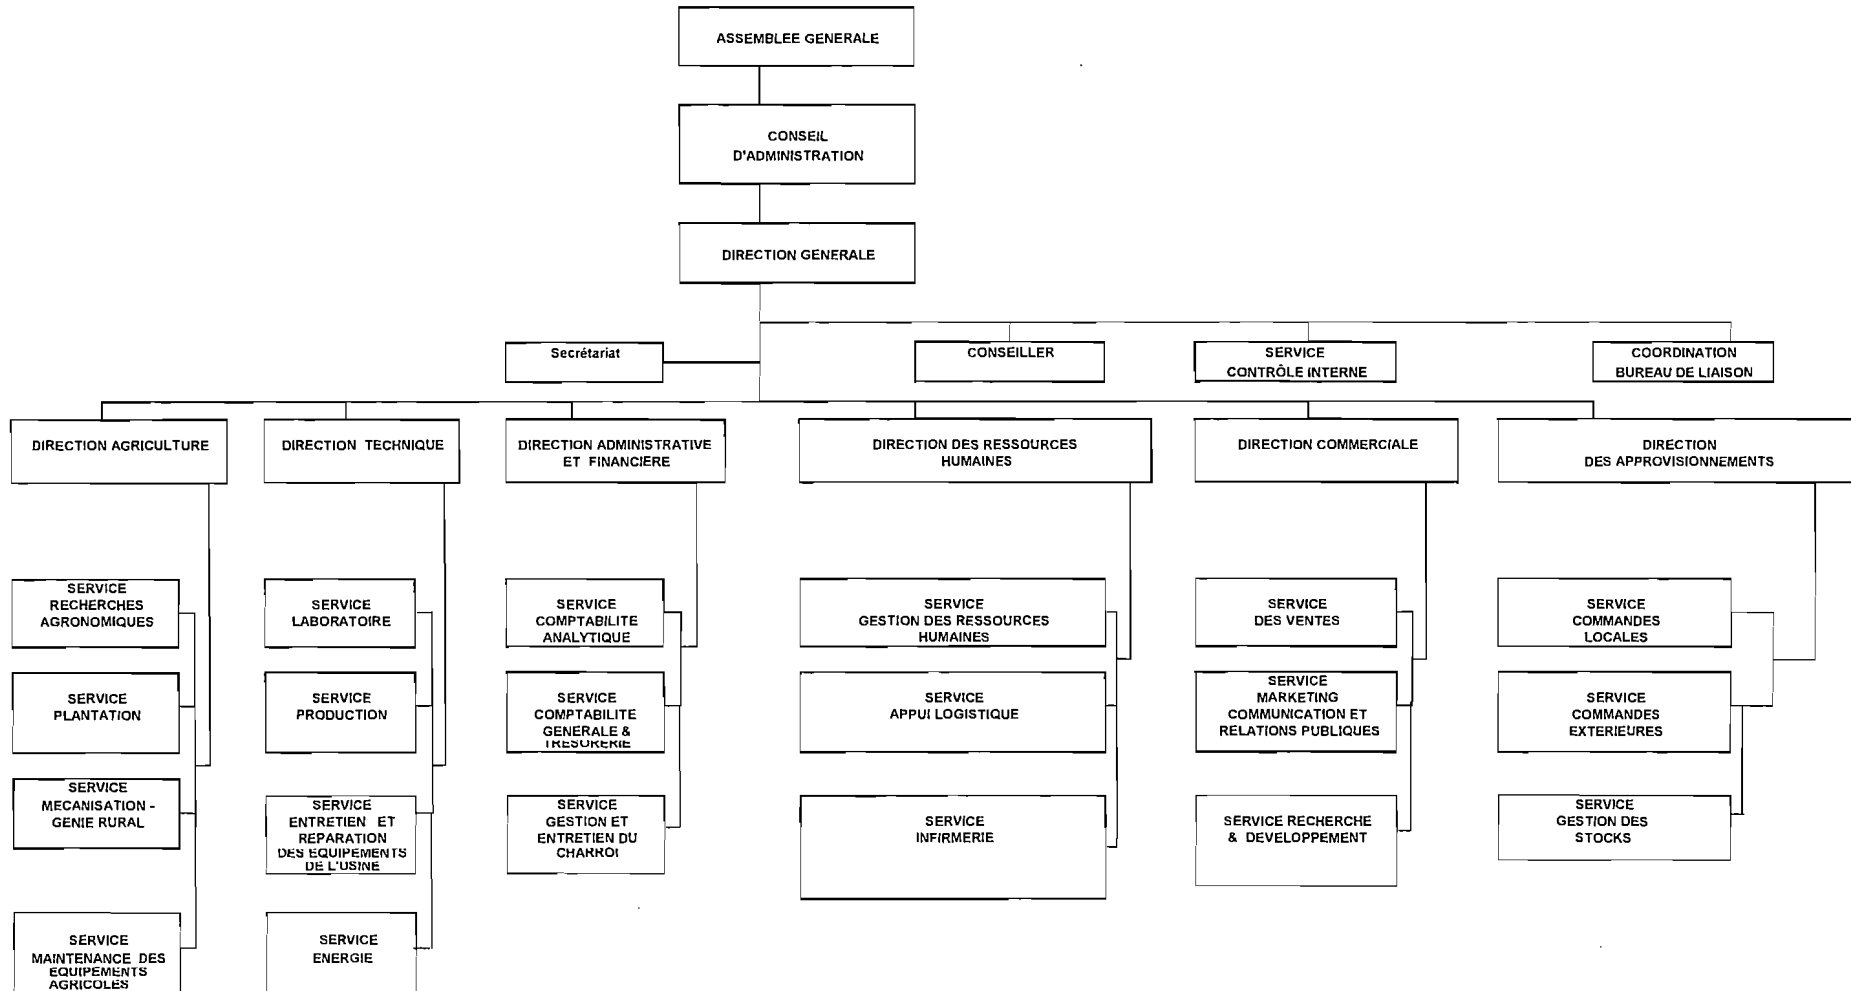 ASSEMBLEE GENERALE
CONSEIL
D'ADMINISTRATION
DIRECTION GENERALE
Secrétariat
CONSEILLER
SERVICE
CONTRÔLE INTERNE
COORDINATION
BUREAU DE LIAISON
DIRECTION AGRICULTURE
DIRECTION TECHNIQUE
DIRECTION ADMINISTRATIVE
ET FINANCIERE
DIRECTION DES RESSOURCES
HUMAINES
DIRECTION COMMERCIALE
DIRECTION
DES APPROVISIONNEMENTS
SERVICE
RECHERCHES
AGRONOMIQUES
SERVICE
LABORATOIRE
SERVICE
COMPTABILITE
ANALYTIQUE
SERVICE
GESTION DES RESSOURCES
HUMAINES
SERVICE
DES VENTES
SERVICE
COMMANDES
LOCALES
SERVICE
PLANTATION
SERVICE
PRODUCTION
SERVICE
COMPTABILITE
GENERALE &
TRESORERIE
SERVICE
APPUI LOGISTIQUE
SERVICE
MARKETING
COMMUNICATION ET
RELATIONS PUBLIQUES
SERVICE
COMMANDES
EXTERIEURES
SERVICE
MECANISATION -
GENIE RURAL
SERVICE
ENTRETIEN ET
REPARATION
DES EQUIPEMENTS
DE L'USINE
SERVICE
GESTION ET
ENTRETIEN DU
CHARROI
SERVICE
INFIRMERIE
SERVICE RECHERCHE
& DEVELOPPEMENT
SERVICE
GESTION DES
STOCKS
SERVICE
MAINTENANCE DES
EQUIPEMENTS
AGRICOLES
SERVICE
ENERGIE